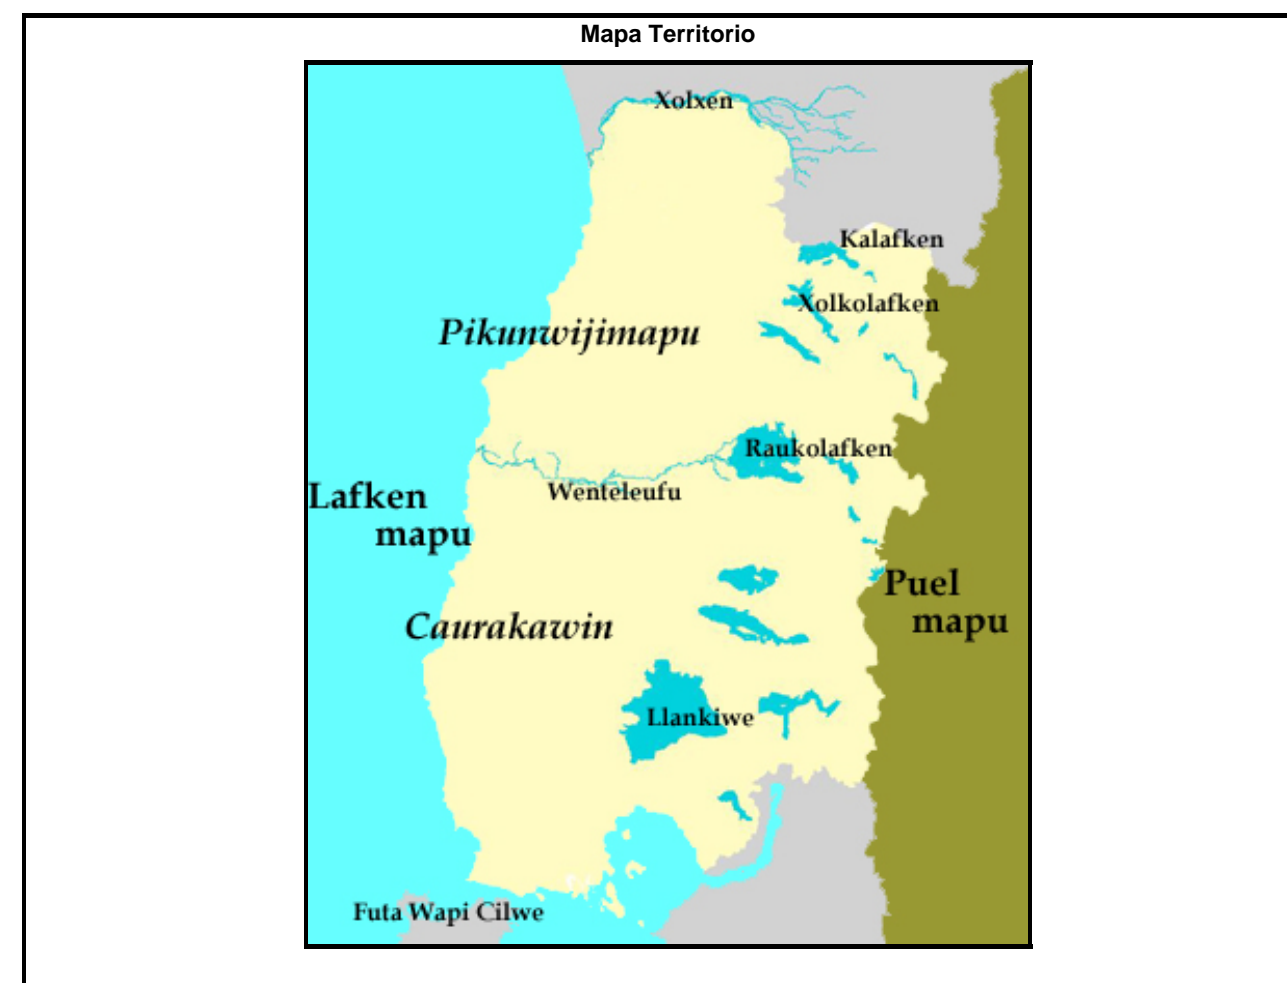 Mapa Territorio
Xolxen
Kalafken
Xolkolafken
Pikunwijimapu
Raukolafken
Wenteleufu
Lafken
mapu
Puel
mapu
Caurakawin
Llankiwe
Futa Wapi Cilwe